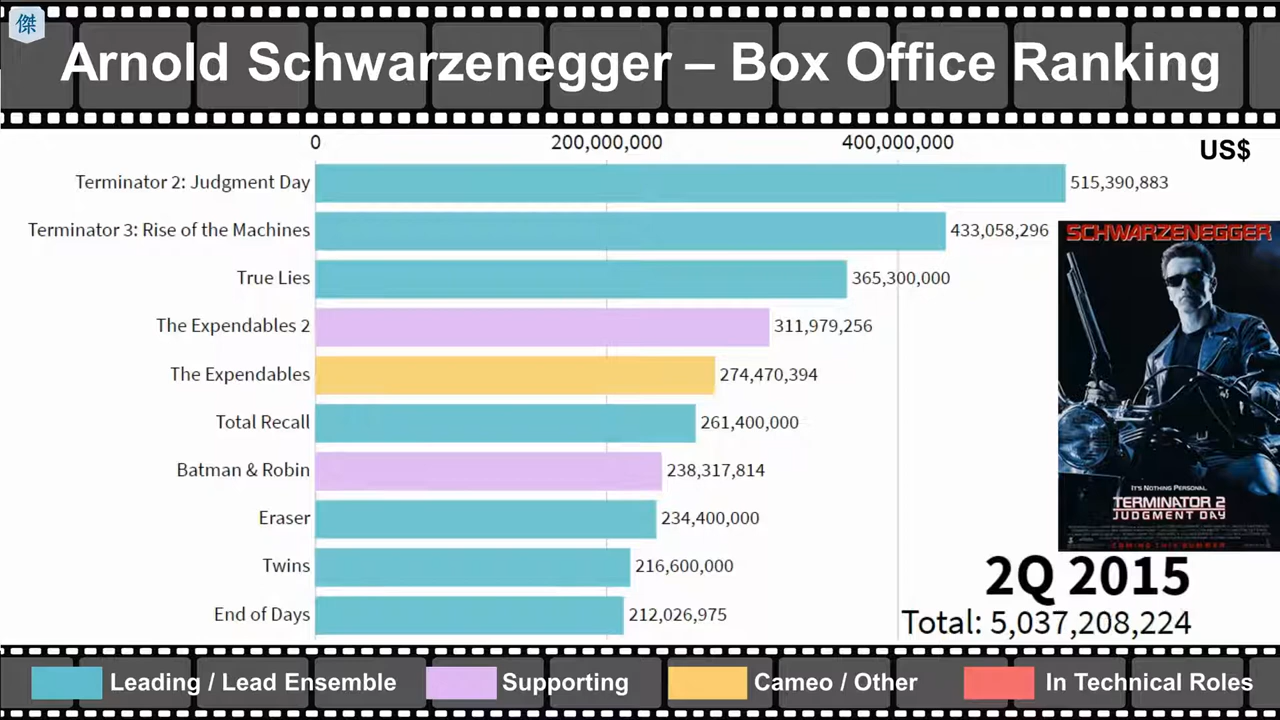 傑
Arnold Schwarzenegger – Box Office Ranking
0 200,000,000 400,000,000 US$
Terminator 2: Judgment Day 515,390,883
Terminator 3: Rise of the Machines 433,058,296
True Lies 365,300,000
The Expendables 2 311,979,256
The Expendables 274,470,394
Total Recall 261,400,000
Batman & Robin 238,317,814
Eraser 234,400,000
Twins 216,600,000
End of Days 212,026,975
SCHWARZENEGGER
IT'S NOTHING PERSONAL.
TERMINATOR 2
JUDGMENT DAY
COMING THIS SUMMER
2Q 2015
Total: 5,037,208,224
Leading / Lead Ensemble Supporting Cameo / Other In Technical Roles